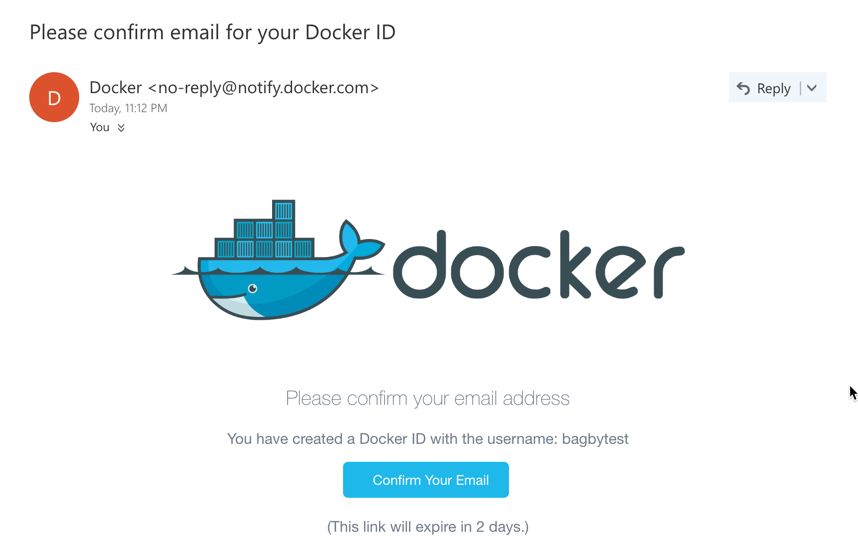 Please confirm email for your Docker ID
D
Docker <no-reply@notify.docker.com>
Today, 11:12 PM
You
Reply
docker
Please confirm your email address
You have created a Docker ID with the username: bagbytest
Confirm Your Email
(This link will expire in 2 days.)